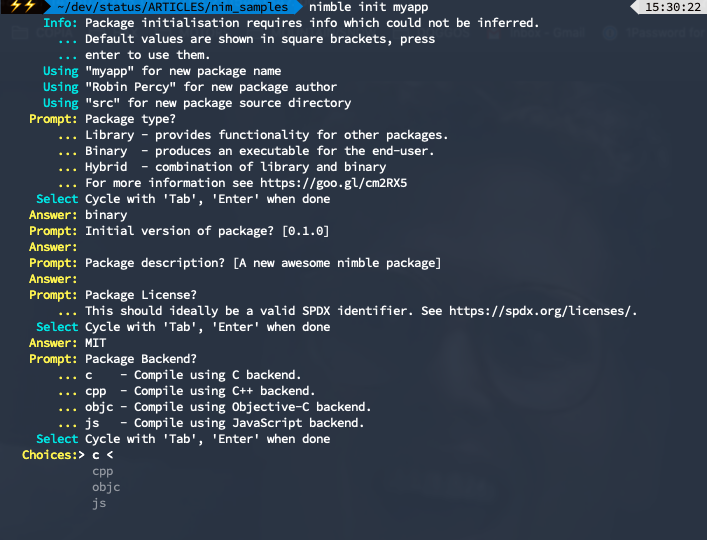 ~/dev/status/ARTICLES/nim_samples nimble init myapp 15:30:22
Info: Package initialisation requires info which could not be inferred.
... Default values are shown in square brackets, press
... enter to use them.
Using "myapp" for new package name
Using "Robin Percy" for new package author
Using "src" for new package source directory
Prompt: Package type?
... Library - provides functionality for other packages.
... Binary  - produces an executable for the end-user.
... Hybrid  - combination of library and binary
... For more information see https://goo.gl/cm2RX5
Select Cycle with 'Tab', 'Enter' when done
Answer: binary
Prompt: Initial version of package? [0.1.0]
Answer:
Prompt: Package description? [A new awesome nimble package]
Answer:
Prompt: Package License?
... This should ideally be a valid SPDX identifier. See https://spdx.org/licenses/.
Select Cycle with 'Tab', 'Enter' when done
Answer: MIT
Prompt: Package Backend?
... c    - Compile using C backend.
... cpp  - Compile using C++ backend.
... objc - Compile using Objective-C backend.
... js   - Compile using JavaScript backend.
Select Cycle with 'Tab', 'Enter' when done
Choices:> c <
cpp
objc
js